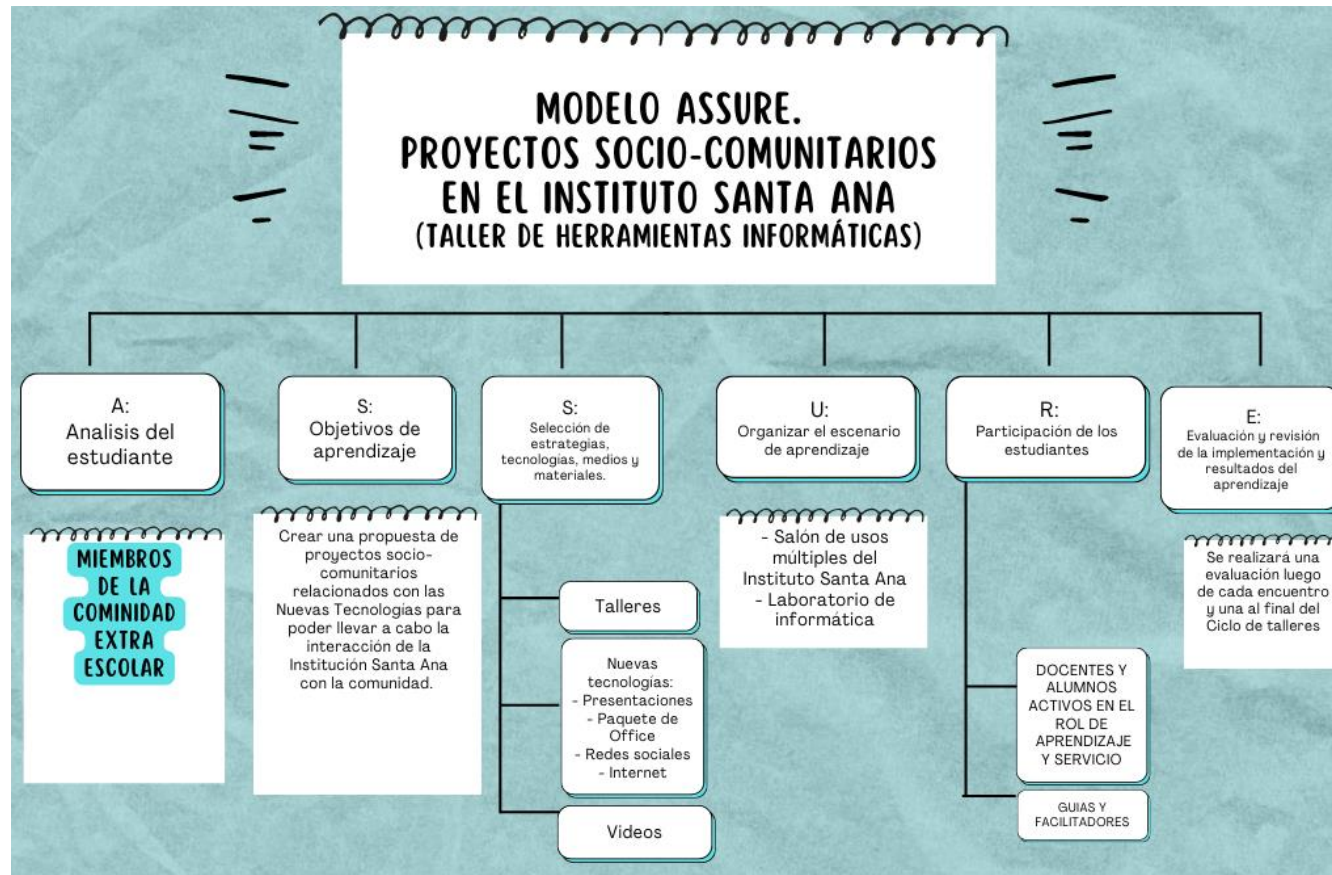 MODELO ASSURE.
PROYECTOS SOCIO-COMUNITARIOS
EN EL INSTITUTO SANTA ANA
(TALLER DE HERRAMIENTAS INFORMÁTICAS)
A:
Analisis del
estudiante
MIEMBROS
DE LA
COMINIDAD
EXTRA
ESCOLAR
S:
Objetivos de
aprendizaje
Crear una propuesta de
proyectos socio-
comunitarios
relacionados con las
Nuevas Tecnologías para
poder llevar a cabo la
interacción de la
Institución Santa Ana
con la comunidad.
S:
Selección de
estrategias,
tecnologías, medios y
materiales.
Talleres
Nuevas
tecnologías:
- Presentaciones
- Paquete de
Office
- Redes sociales
- Internet
Videos
U:
Organizar el escenario
de aprendizaje
- Salón de usos
múltiples del
Instituto Santa Ana
- Laboratorio de
informática
R:
Participación de los
estudiantes
DOCENTES Y
ALUMNOS
ACTIVOS EN EL
ROL DE
APRENDIZAJE
Y SERVICIO
GUIAS Y
FACILITADORES
E:
Evaluación y revisión
de la implementación y
resultados del
aprendizaje
Se realizará una
evaluación luego
de cada encuentro
y una al final del
Ciclo de talleres